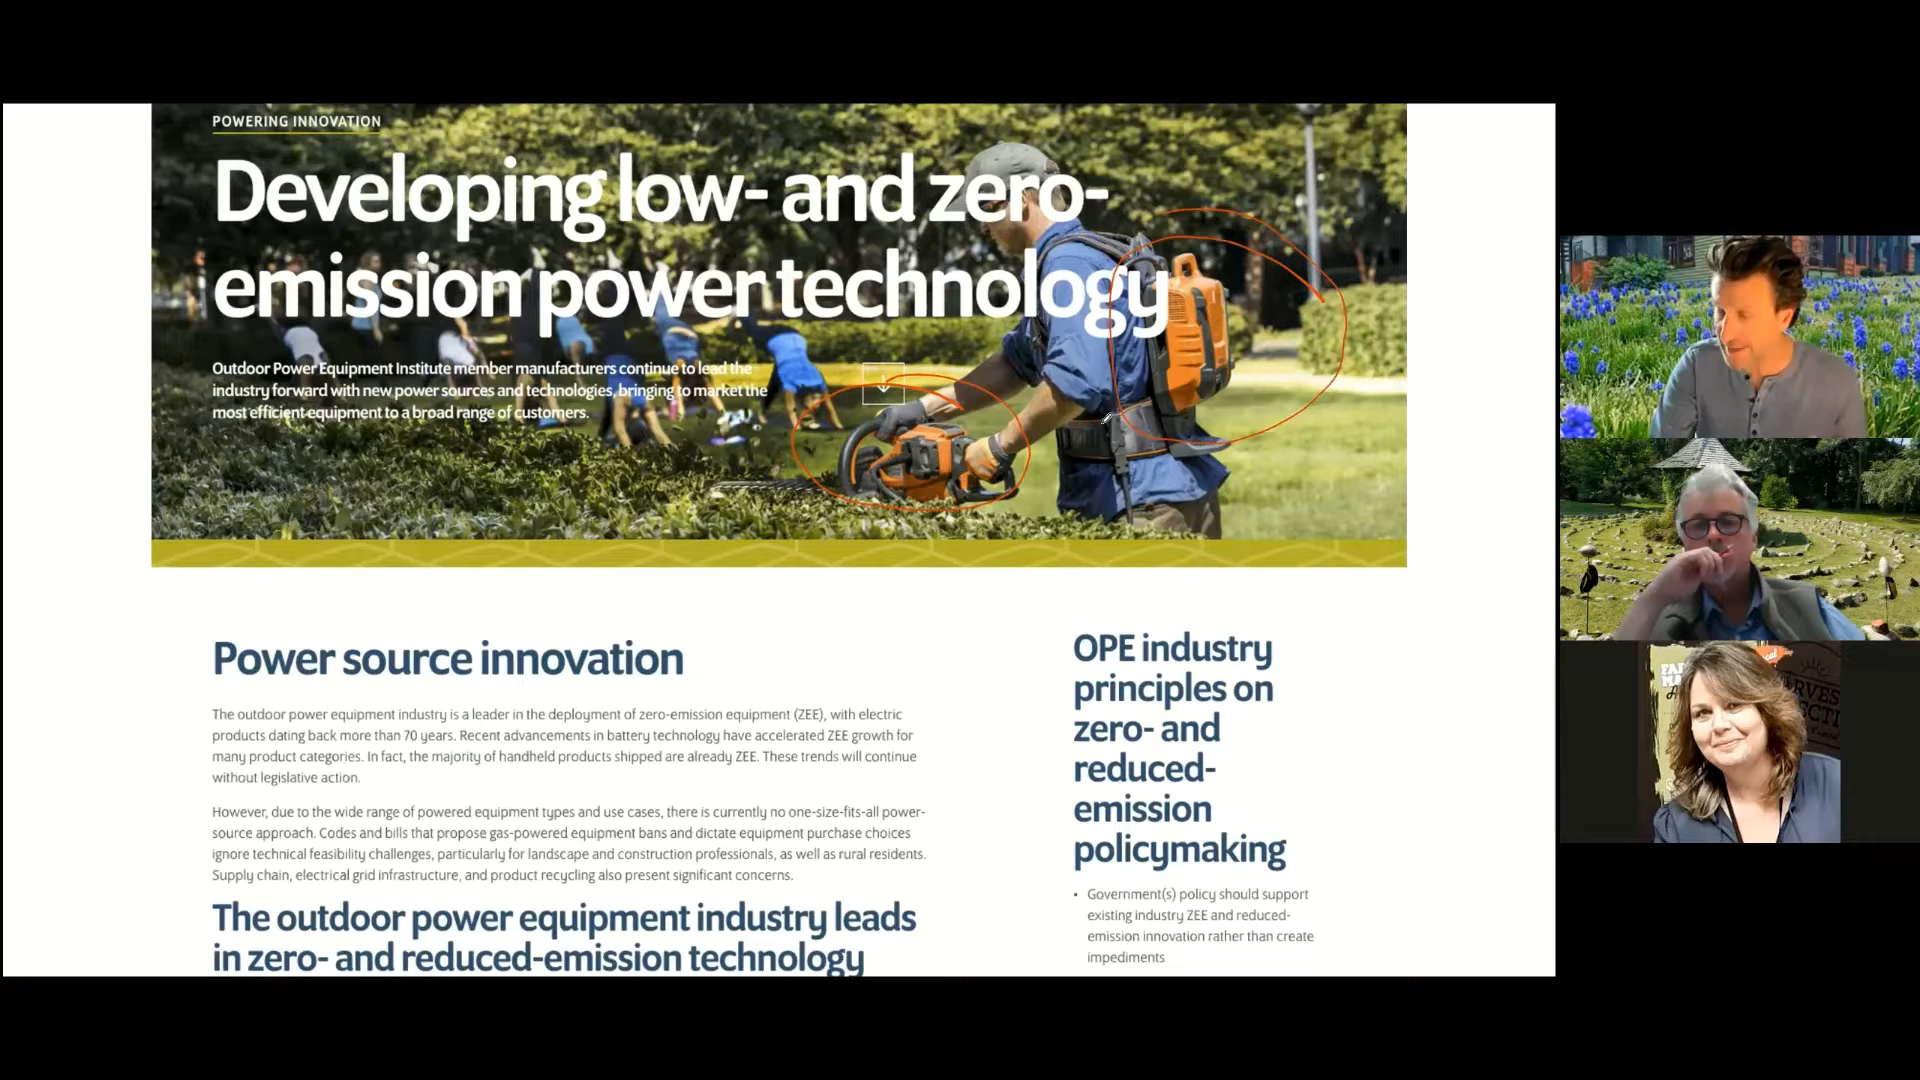 POWERING INNOVATION
Developing low- and zero-
emission power technology
Outdoor Power Equipment Institute member manufacturers continue to lead the
industry forward with new power sources and technologies, bringing to market the
most efficient equipment to a broad range of customers.
Power source innovation
The outdoor power equipment industry is a leader in the deployment of zero-emission equipment (ZEE), with electric
products dating back more than 70 years. Recent advancements in battery technology have accelerated ZEE growth for
many product categories. In fact, the majority of handheld products shipped are already ZEE. These trends will continue
without legislative action.
However, due to the wide range of powered equipment types and use cases, there is currently no one-size-fits-all power-
source approach. Codes and bills that propose gas-powered equipment bans and dictate equipment purchase choices
ignore technical feasibility challenges, particularly for landscape and construction professionals, as well as rural residents.
Supply chain, electrical grid infrastructure, and product recycling also present significant concerns.
The outdoor power equipment industry leads
in zero- and reduced-emission technology
OPE industry
principles on
zero- and
reduced-
emission
policymaking
• Government(s) policy should support
existing industry ZEE and reduced-
emission innovation rather than create
impediments